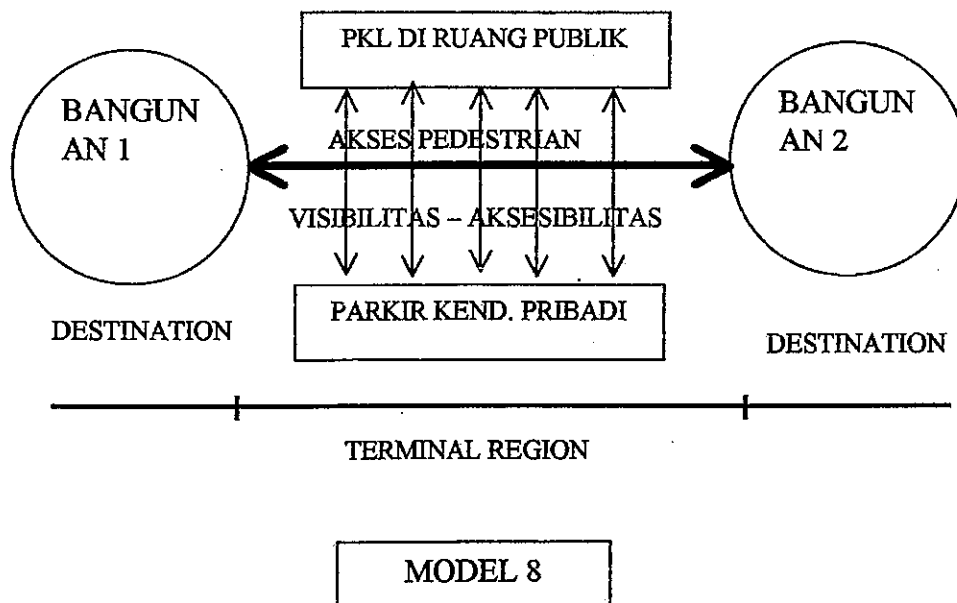 PKL DI RUANG PUBLIK
BANGUN
AN 1
BANGUN
AN 2
AKSES PEDESTRIAN
VISIBILITAS – AKSESIBILITAS
PARKIR KEND. PRIBADI
DESTINATION
DESTINATION
TERMINAL REGION
MODEL 8